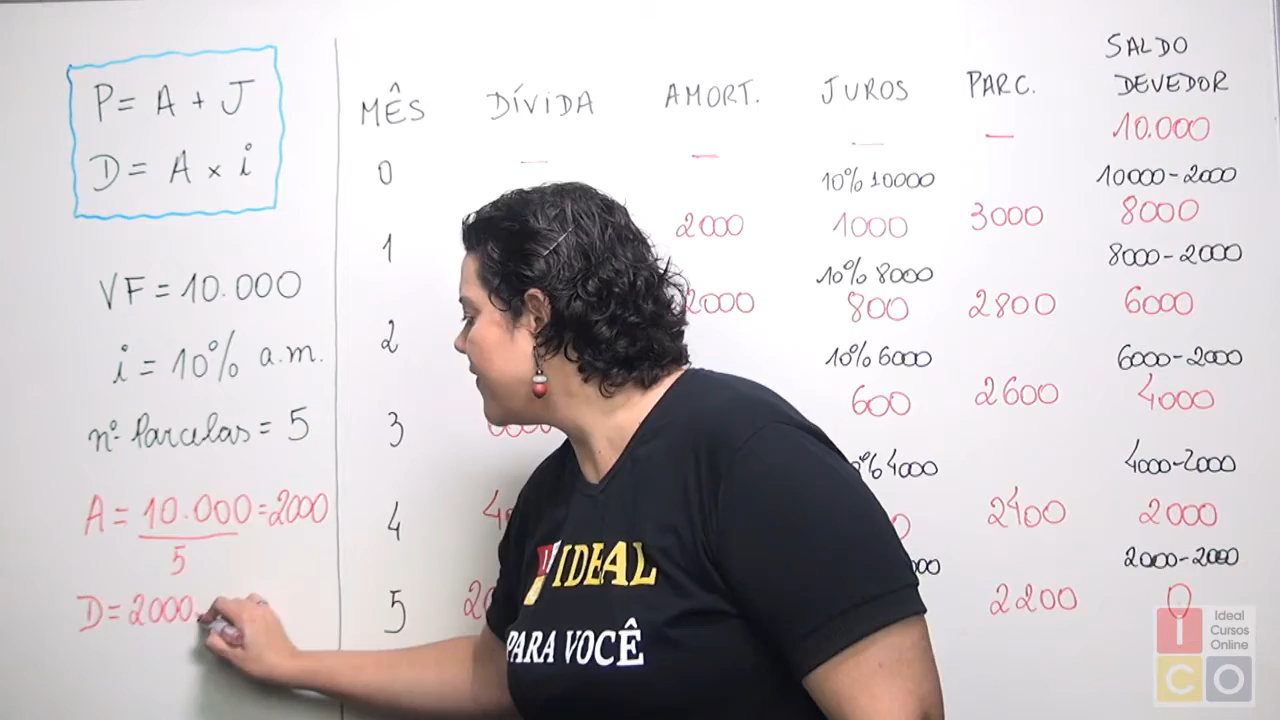 P = A + J
D = A × i
VF = 10.000
i = 10% a.m.
nº Parcelas = 5
A = 10.000 = 2000
5
D = 2000
MÊS DÍVIDA AMORT. JUROS PARC. SALDO DEVEDOR
0 — — — — 10.000
10% 10000 10000-2000
1 2000 1000 3000 8000
10% 8000 8000-2000
2 2000 800 2800 6000
10% 6000 6000-2000
3 600 2600 4000
% 4000 4000-2000
4 2400 2000
2000-2000
5 2200 0
IDEAL
PARA VOCÊ
I
Ideal
Cursos
Online
CO